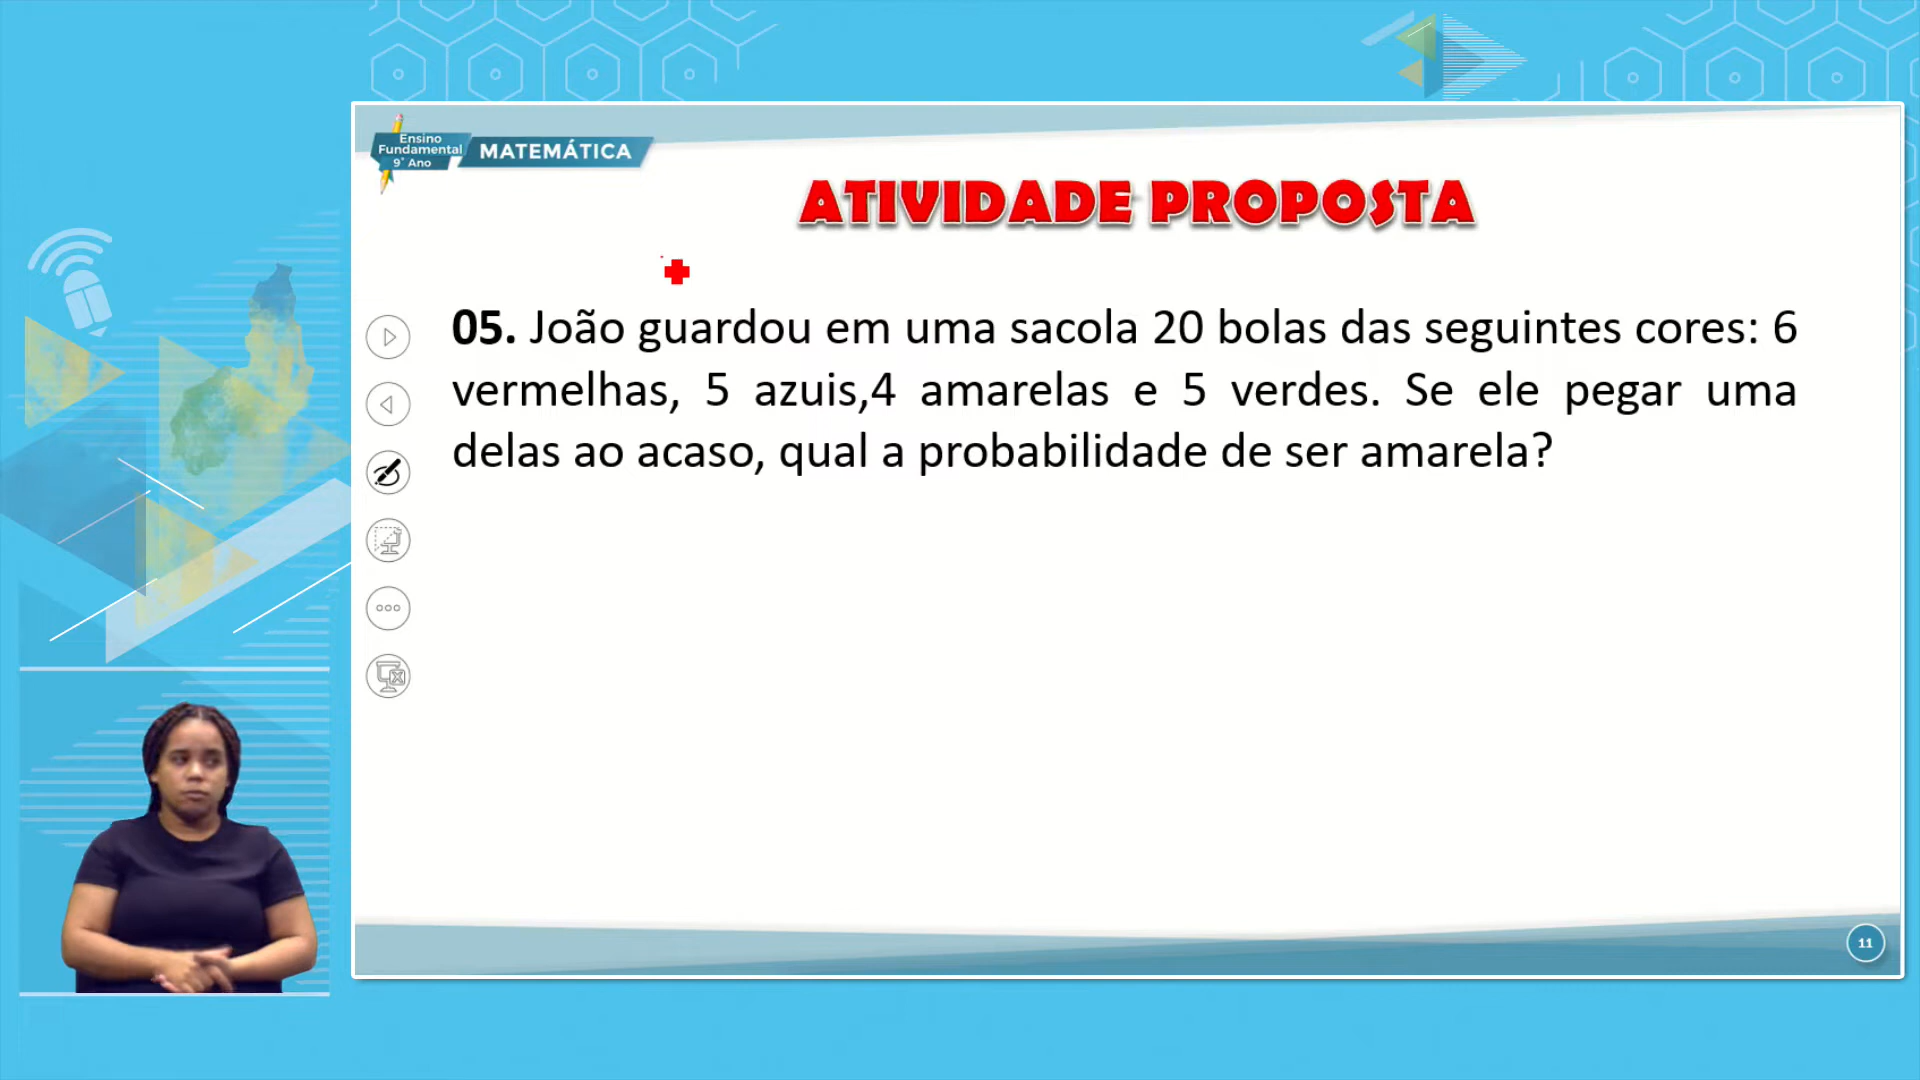 Ensino
Fundamental
9° Ano
MATEMÁTICA
ATIVIDADE PROPOSTA
05. João guardou em uma sacola 20 bolas das seguintes cores: 6
vermelhas, 5 azuis,4 amarelas e 5 verdes. Se ele pegar uma
delas ao acaso, qual a probabilidade de ser amarela?
11